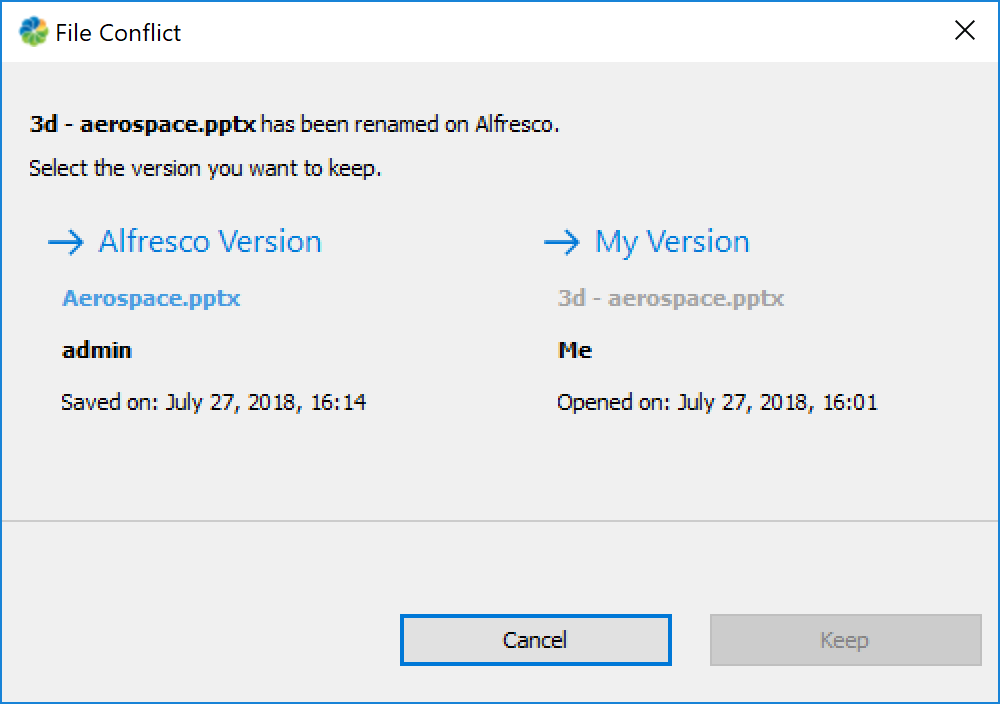 File Conflict
3d - aerospace.pptx has been renamed on Alfresco.
Select the version you want to keep.
Alfresco Version
Aerospace.pptx
admin
Saved on: July 27, 2018, 16:14
My Version
3d - aerospace.pptx
Me
Opened on: July 27, 2018, 16:01
Cancel
Keep